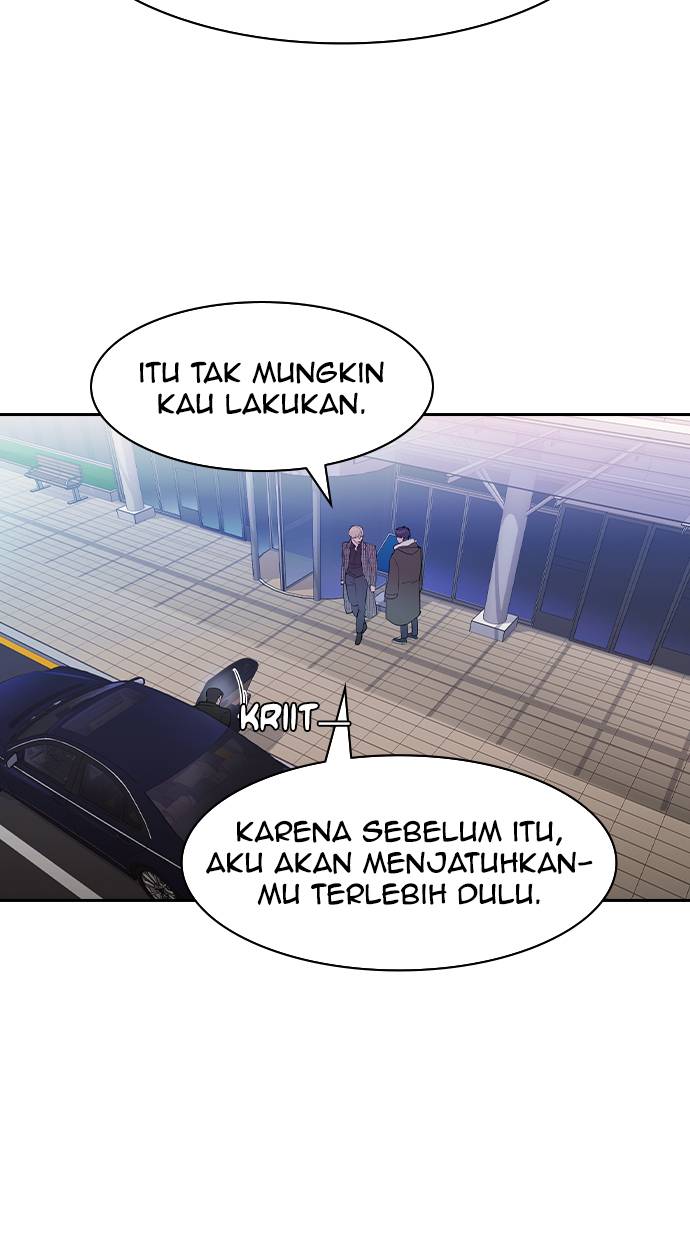 ITU TAK MUNGKIN
KAU LAKUKAN.
KRIIT
KARENA SEBELUM ITU,
AKU AKAN MENJATUHKAN-
MU TERLEBIH DULU.